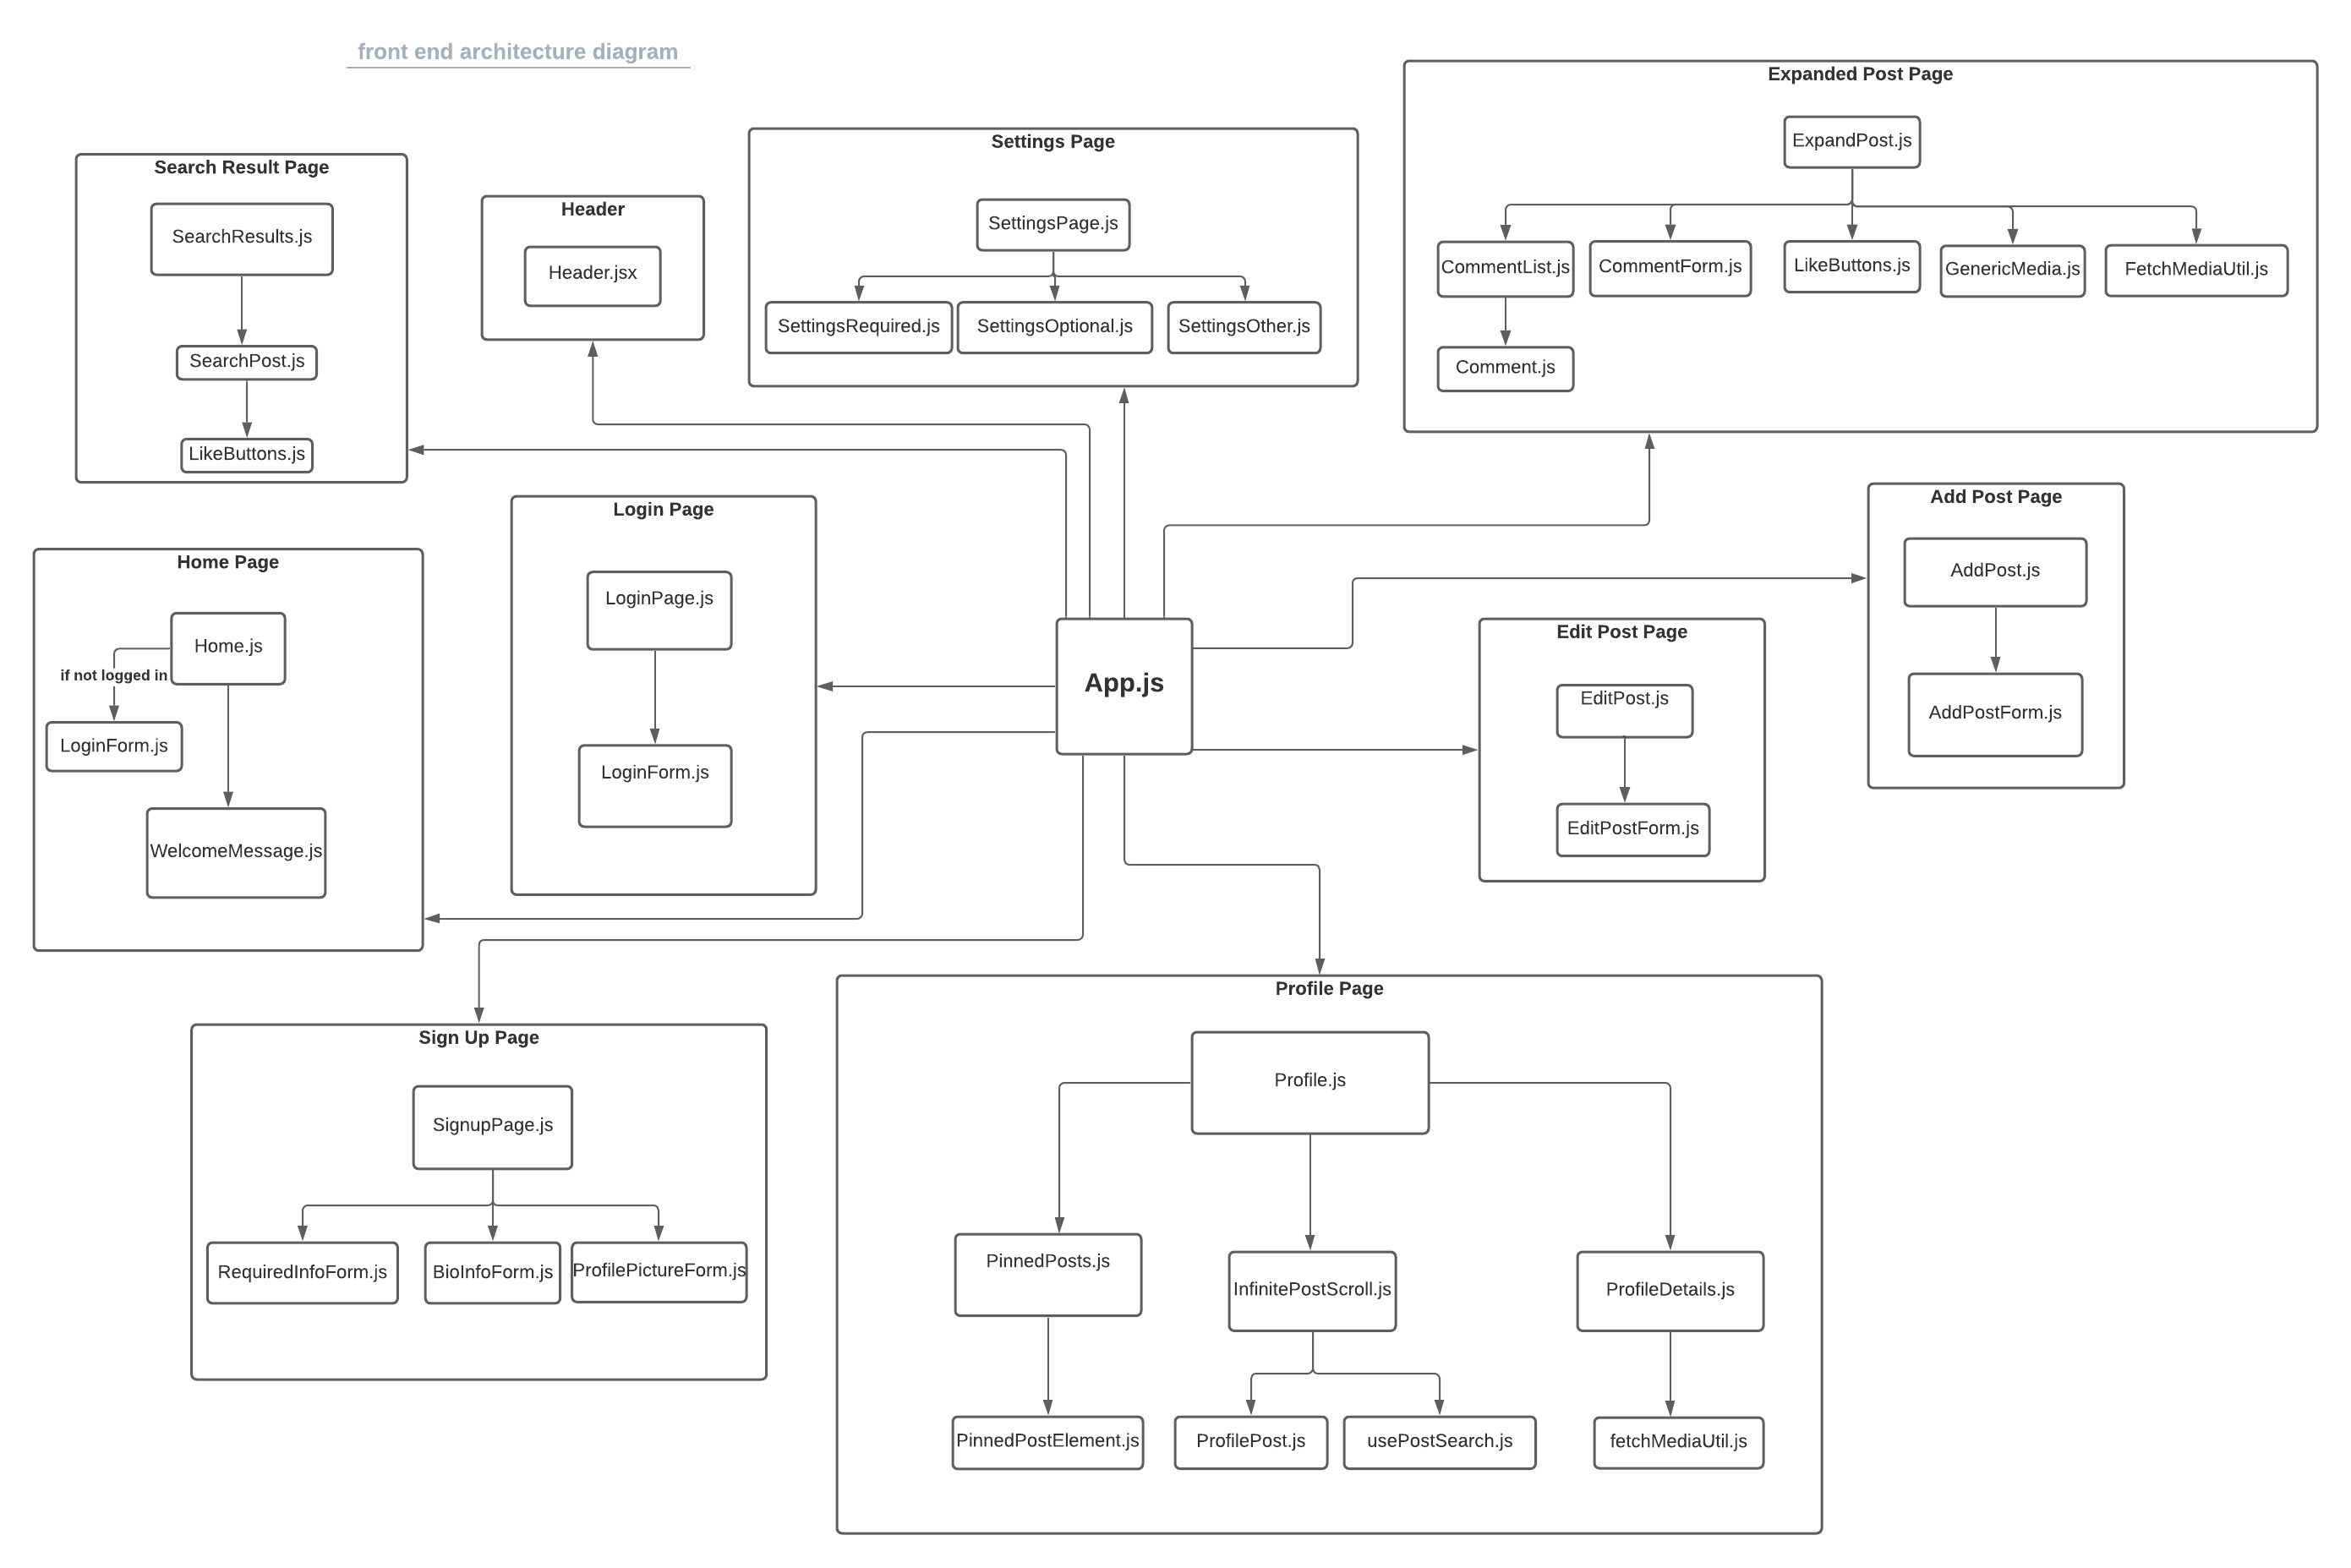 front end architecture diagram
Expanded Post Page
ExpandPost.js
CommentList.js
CommentForm.js
LikeButtons.js
GenericMedia.js
FetchMediaUtil.js
Comment.js
Settings Page
SettingsPage.js
SettingsRequired.js
SettingsOptional.js
SettingsOther.js
Search Result Page
SearchResults.js
SearchPost.js
LikeButtons.js
Header
Header.jsx
Add Post Page
AddPost.js
AddPostForm.js
Login Page
LoginPage.js
LoginForm.js
Home Page
Home.js
if not logged in
LoginForm.js
WelcomeMessage.js
App.js
Edit Post Page
EditPost.js
EditPostForm.js
Profile Page
Profile.js
PinnedPosts.js
InfinitePostScroll.js
ProfileDetails.js
PinnedPostElement.js
ProfilePost.js
usePostSearch.js
fetchMediaUtil.js
Sign Up Page
SignupPage.js
RequiredInfoForm.js
BioInfoForm.js
ProfilePictureForm.js